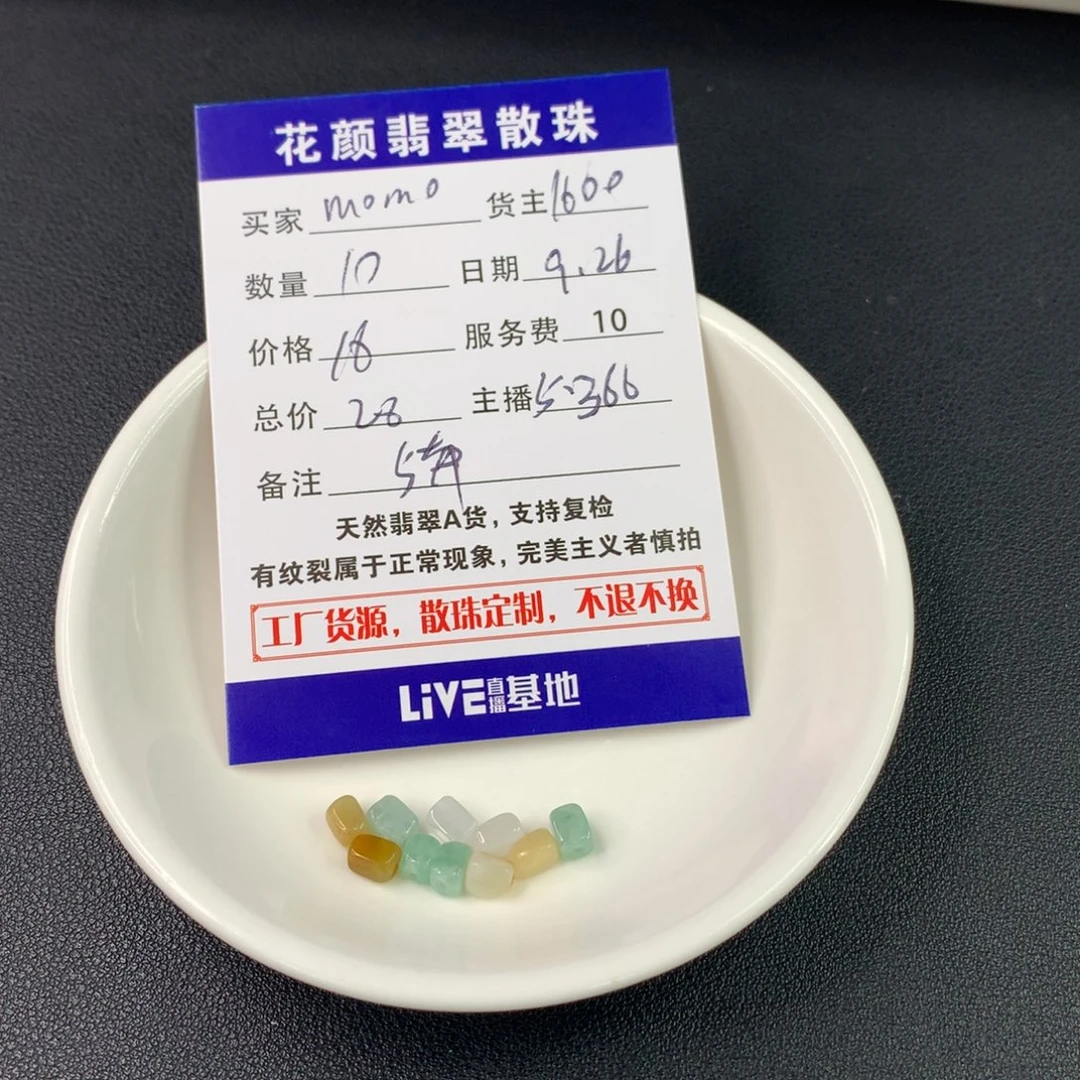 花颜翡翠散珠
买家 momo 货主 1600
数量 10 日期 9.26
价格 18 服务费 10
总价 28 主播 5.366
备注
天然翡翠A货，支持复检
有纹裂属于正常现象，完美主义者慎拍
工厂货源，散珠定制，不退不换
LiVE直播基地